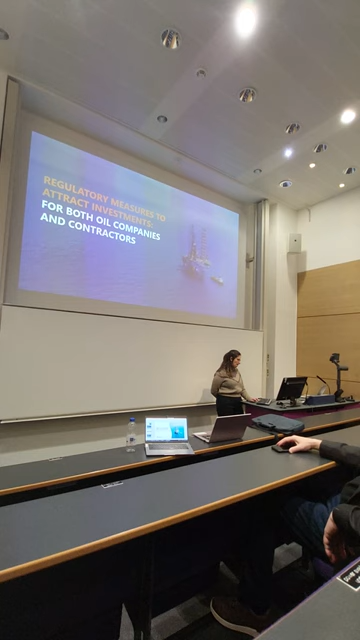 REGULATORY MEASURES TO
ATTRACT INVESTMENTS:
FOR BOTH OIL COMPANIES
AND CONTRACTORS